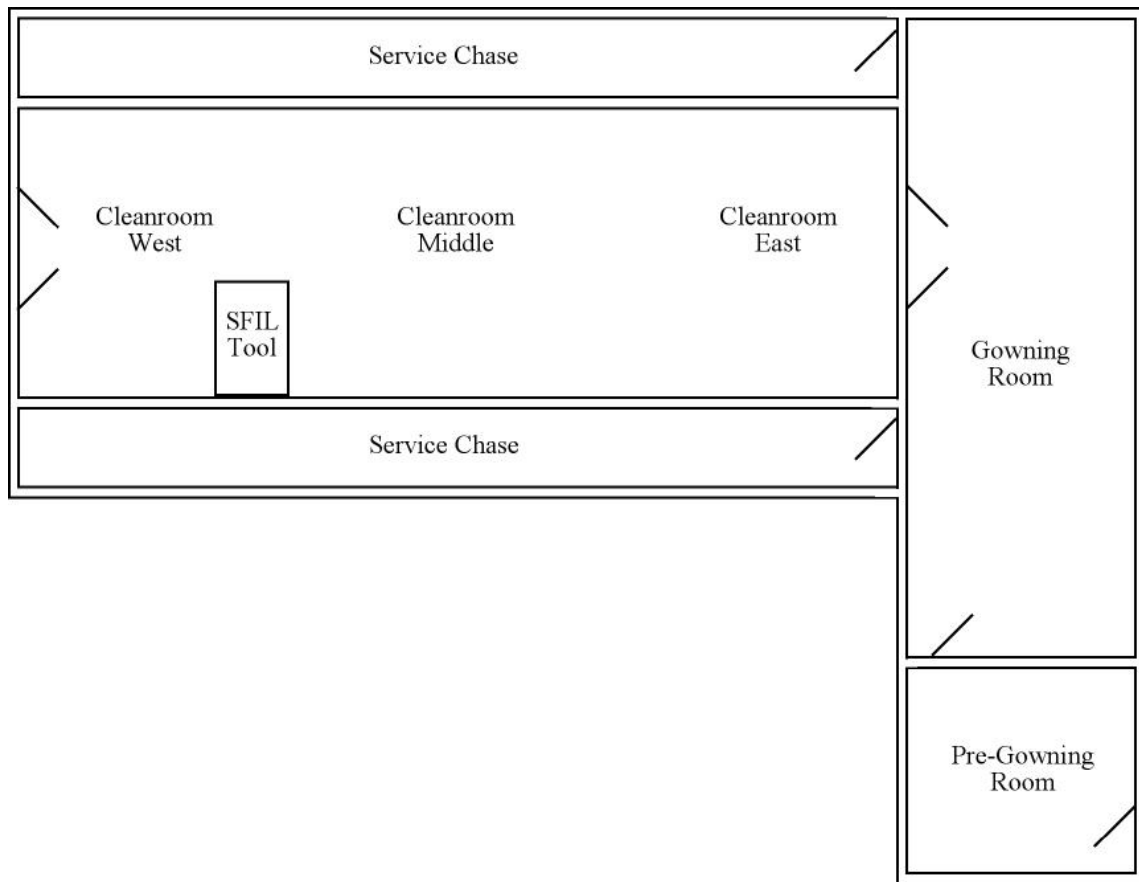 Service Chase
Cleanroom
West
Cleanroom
Middle
Cleanroom
East
SFIL
Tool
Gowning
Room
Service Chase
Pre-Gowning
Room